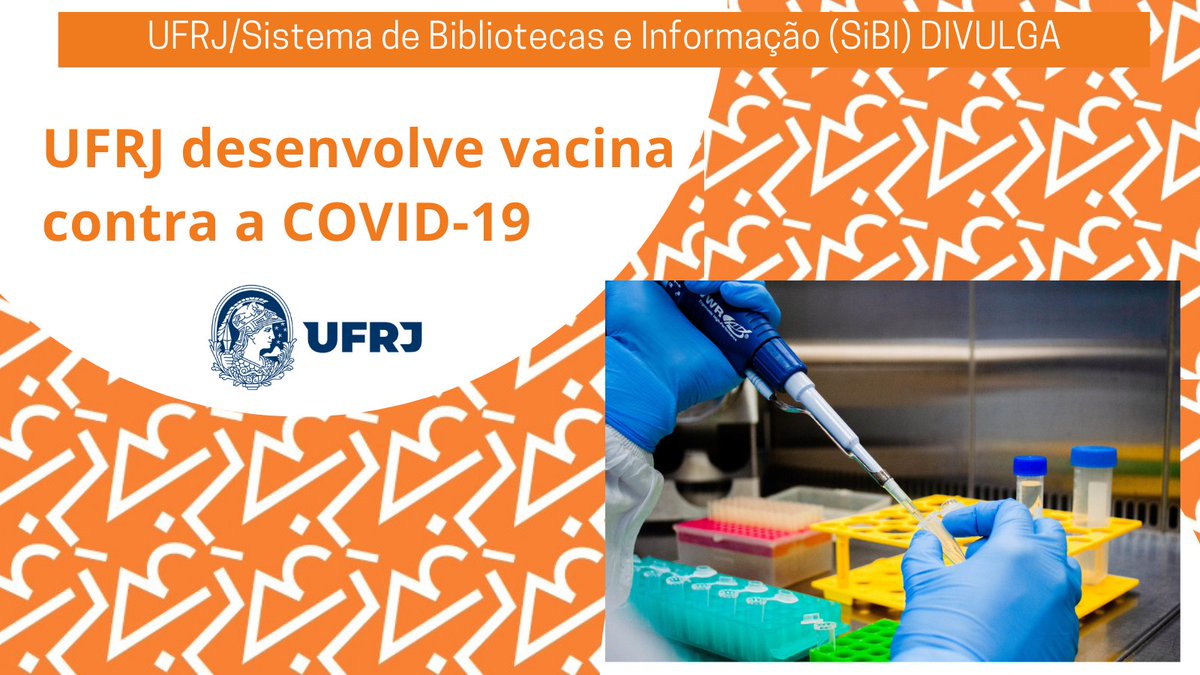 UFRJ/Sistema de Bibliotecas e Informação (SiBI) DIVULGA
UFRJ desenvolve vacina
contra a COVID-19
UFRJ
VWR